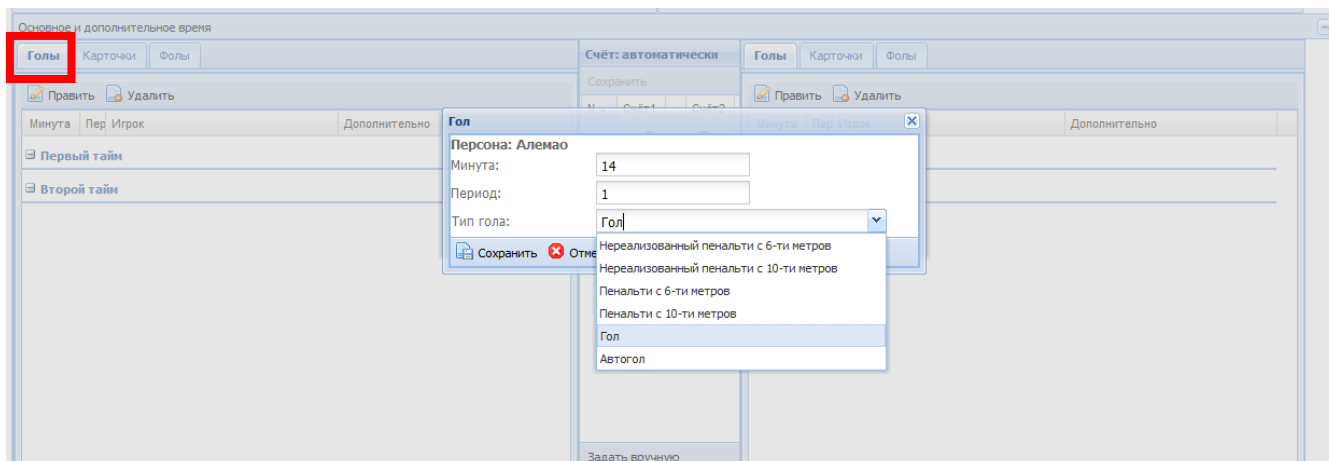 Основное и дополнительное время
Голы Карточки Фолы
Счёт: автоматически
Голы Карточки Фолы
Сохранить
Править Удалить
Править Удалить
Счёт1 Счёт2
Минута Пер Игрок Дополнительно
Минута Пер Игрок Дополнительно
Первый тайм
Второй тайм
Гол
Персона: Алемао
Минута: 14
Период: 1
Тип гола: Гол
Сохранить Отме
Нереализованный пенальти с 6-ти метров
Нереализованный пенальти с 10-ти метров
Пенальти с 6-ти метров
Пенальти с 10-ти метров
Гол
Автогол
Задать вручную